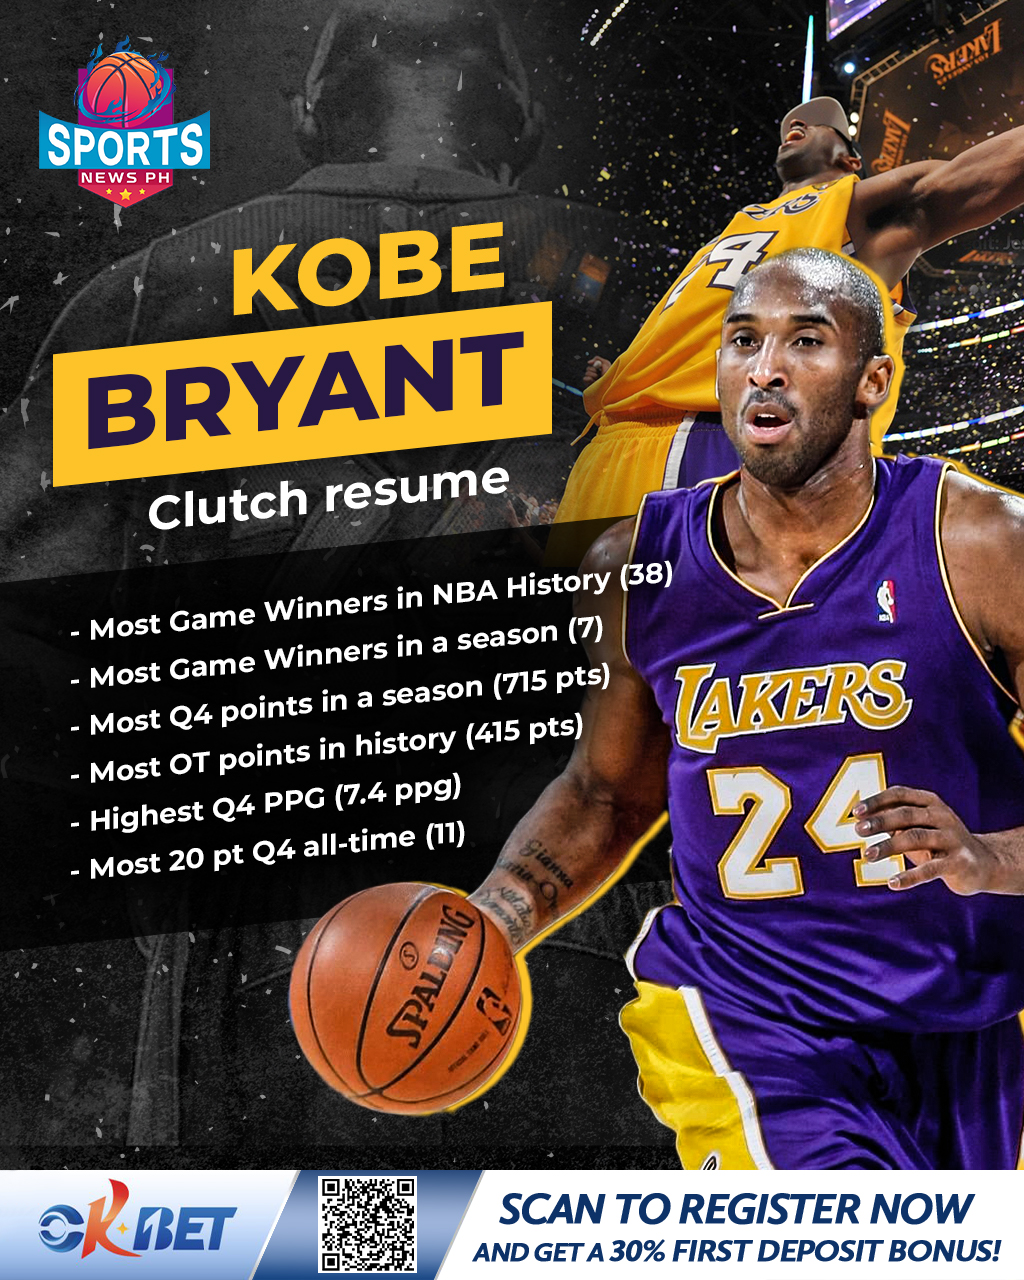 SPORTS
NEWS PH
LAKERS
KOBE
BRYANT
Clutch resume
- Most Game Winners in NBA History (38)
- Most Game Winners in a season (7)
- Most Q4 points in a season (715 pts)
- Most OT points in history (415 pts)
- Highest Q4 PPG (7.4 ppg)
- Most 20 pt Q4 all-time (11)
NBA
LAKERS
24
Gianna
SPALDING
OKBET
SCAN TO REGISTER NOW
AND GET A 30% FIRST DEPOSIT BONUS!